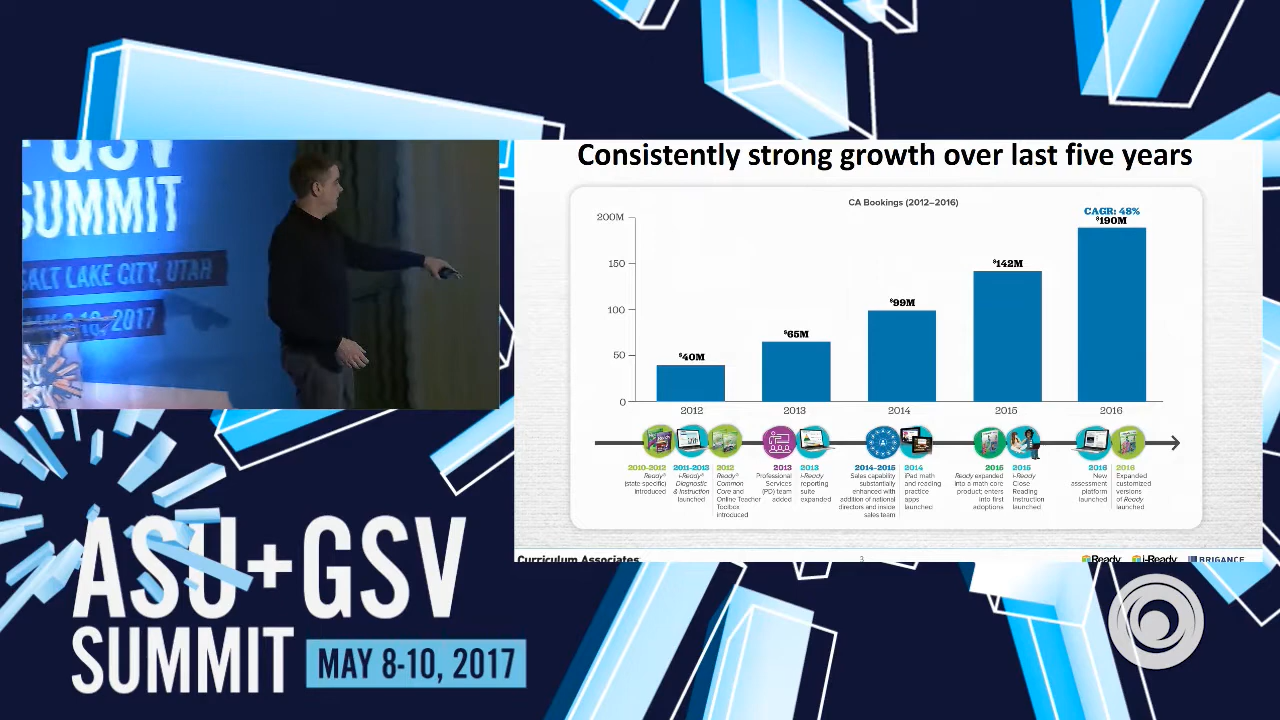 GSV
SUMMIT
SALT LAKE CITY, UTAH
2017
Consistently strong growth over last five years
CA Bookings (2012–2016)
200M
150
100
50
0
$40M
$65M
$99M
$142M
CAGR: 48%
$190M
2012
2013
2014
2015
2016
2010-2012
Ready®
(state specific)
introduced
2011-2013
i-Ready®
Diagnostic
& Instruction
launched
2012
Ready®
Common
Core and
Online Teacher
Toolbox
introduced
2013
Professional
Services
(PD) team
added
2013
i-Ready
reporting
suite
expanded
2014-2015
Sales capability
substantially
enhanced with
addition of national
directors and inside
sales team
2014
iPad math
and reading
practice
apps
launched
2015
Ready expanded
into a math core
product; enters
into first
adoptions
2015
i-Ready
Close
Reading
Instruction
launched
2016
New
assessment
platform
launched
2016
Expanded
customized
versions
of Ready
launched
Curriculum Associates
3
Ready
i-Ready
BRIGANCE
ASU+GSV
SUMMIT
MAY 8-10, 2017